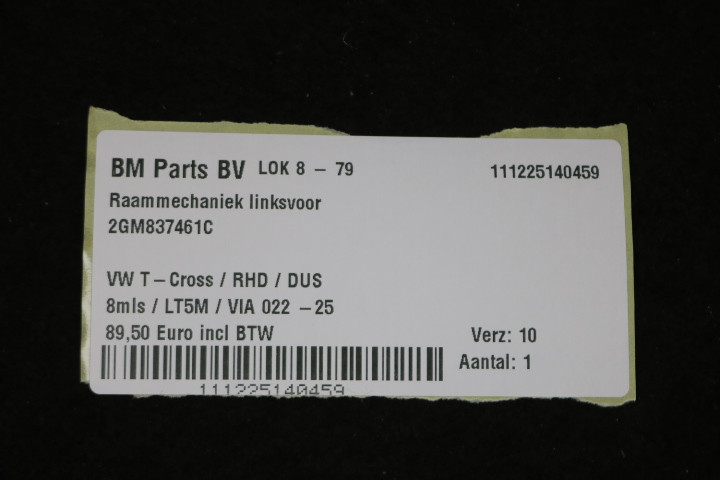 BM Parts BV LOK 8 – 79 111225140459
Raammechaniek linksvoor
2GM837461C
VW T–Cross / RHD / DUS
8mls / LT5M / VIA 022 –25
89,50 Euro incl BTW Verz: 10
Aantal: 1
111225140459